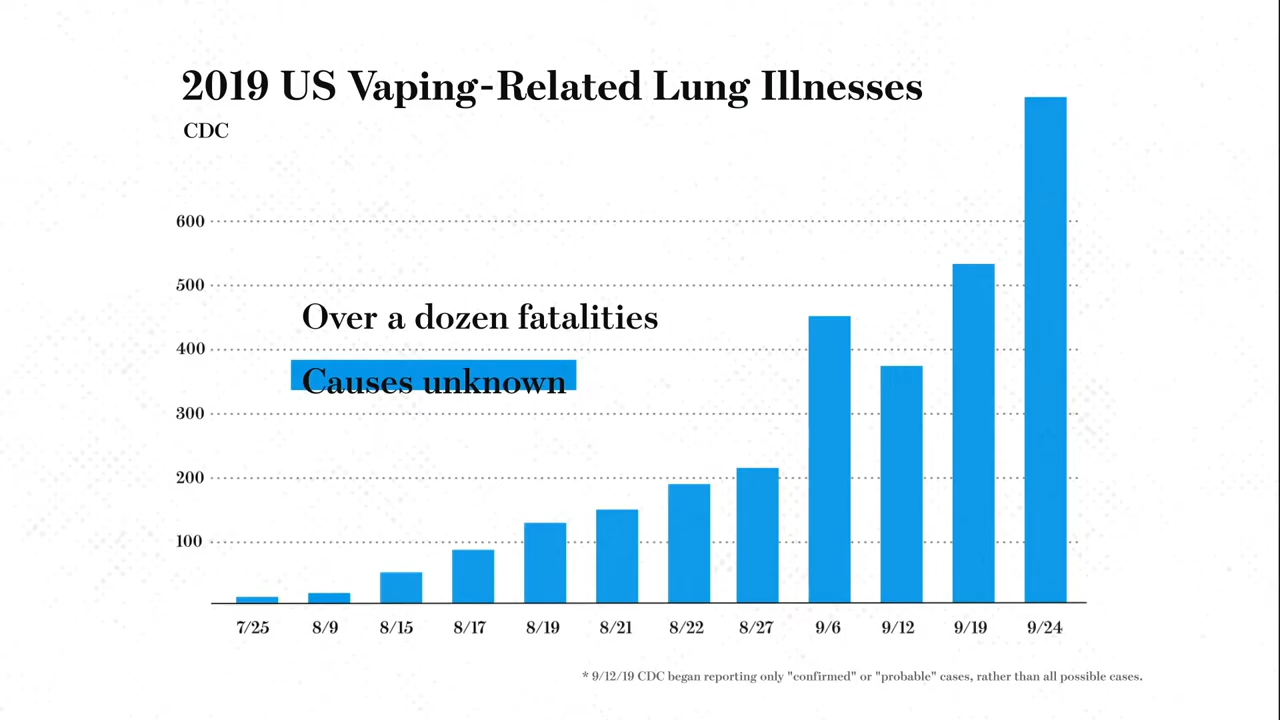 2019 US Vaping-Related Lung Illnesses
CDC
600
500
Over a dozen fatalities
400
Causes unknown
300
200
100
7/25 8/9 8/15 8/17 8/19 8/21 8/22 8/27 9/6 9/12 9/19 9/24
* 9/12/19 CDC began reporting only "confirmed" or "probable" cases, rather than all possible cases.